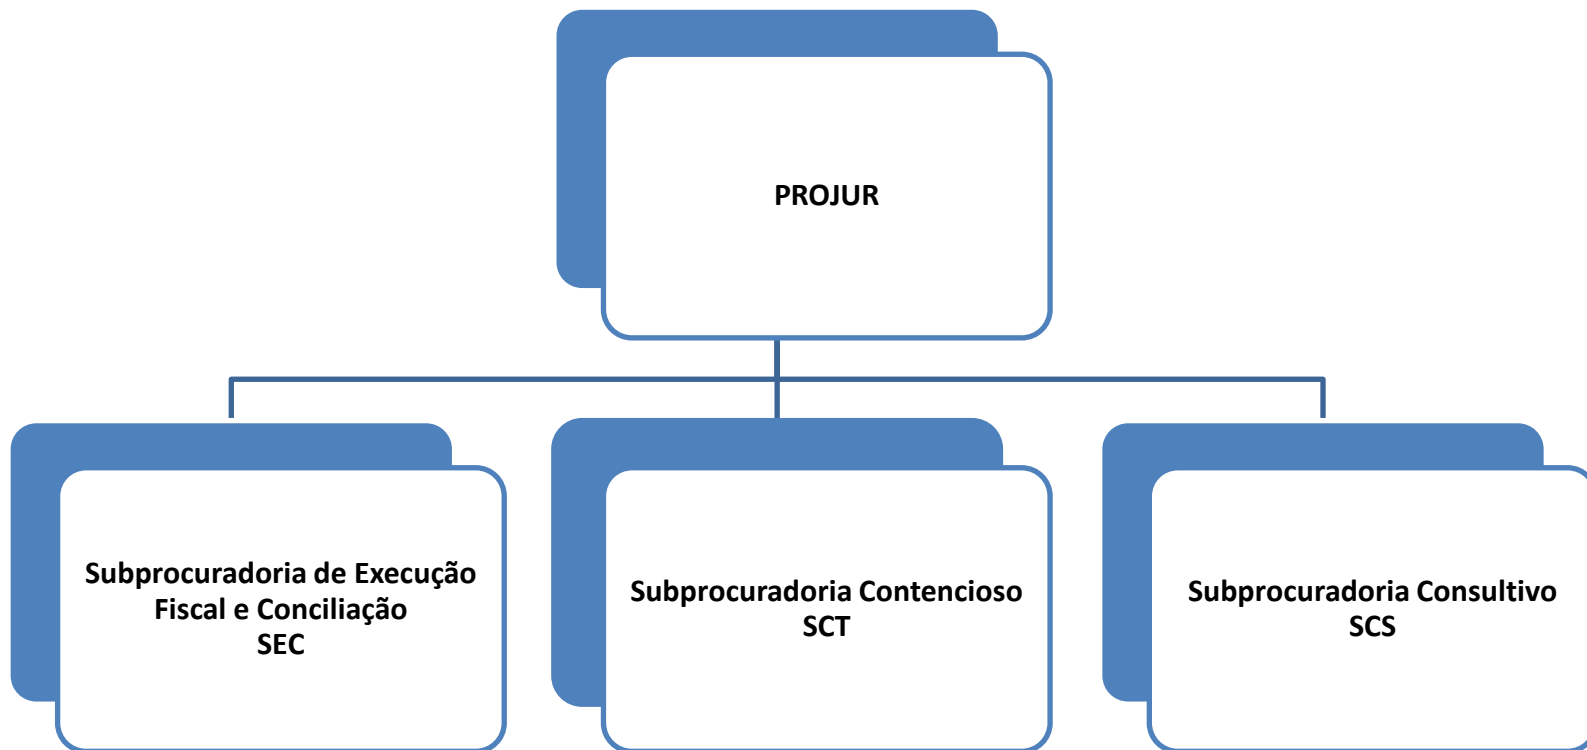 PROJUR
Subprocuradoria de Execução
Fiscal e Conciliação
SEC
Subprocuradoria Contencioso
SCT
Subprocuradoria Consultivo
SCS